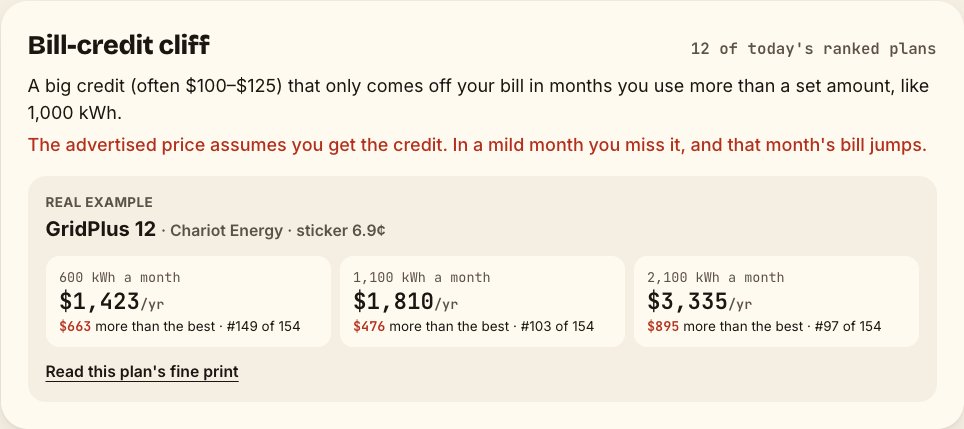 Bill-credit cliff
12 of today's ranked plans
A big credit (often $100–$125) that only comes off your bill in months you use more than a set amount, like
1,000 kWh.
The advertised price assumes you get the credit. In a mild month you miss it, and that month's bill jumps.
REAL EXAMPLE
GridPlus 12 · Chariot Energy · sticker 6.9¢
600 kWh a month
$1,423/yr
$663 more than the best · #149 of 154
1,100 kWh a month
$1,810/yr
$476 more than the best · #103 of 154
2,100 kWh a month
$3,335/yr
$895 more than the best · #97 of 154
Read this plan's fine print